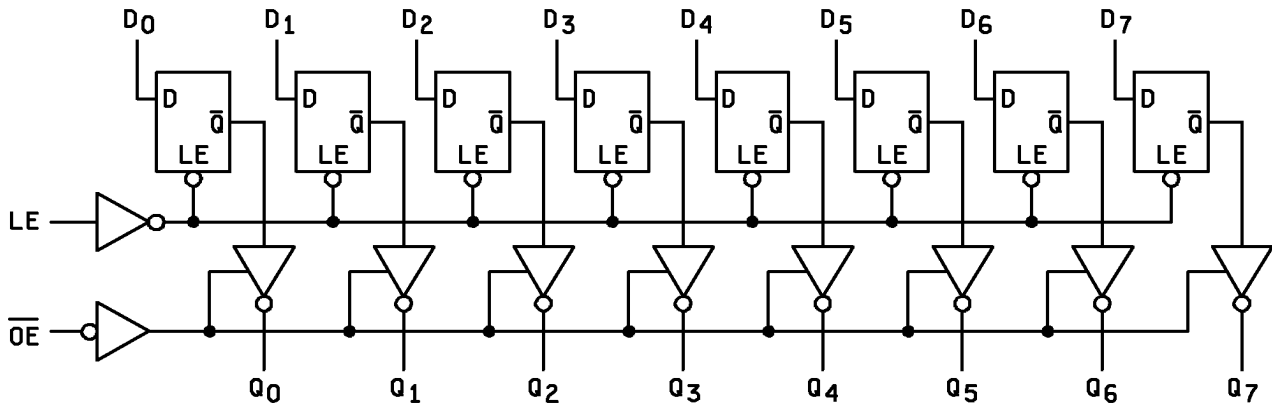 D0 D1 D2 D3 D4 D5 D6 D7
D D D D D D D D
Q̅ Q̅ Q̅ Q̅ Q̅ Q̅ Q̅ Q̅
LE LE LE LE LE LE LE LE
LE
O̅E̅
Q0 Q1 Q2 Q3 Q4 Q5 Q6 Q7